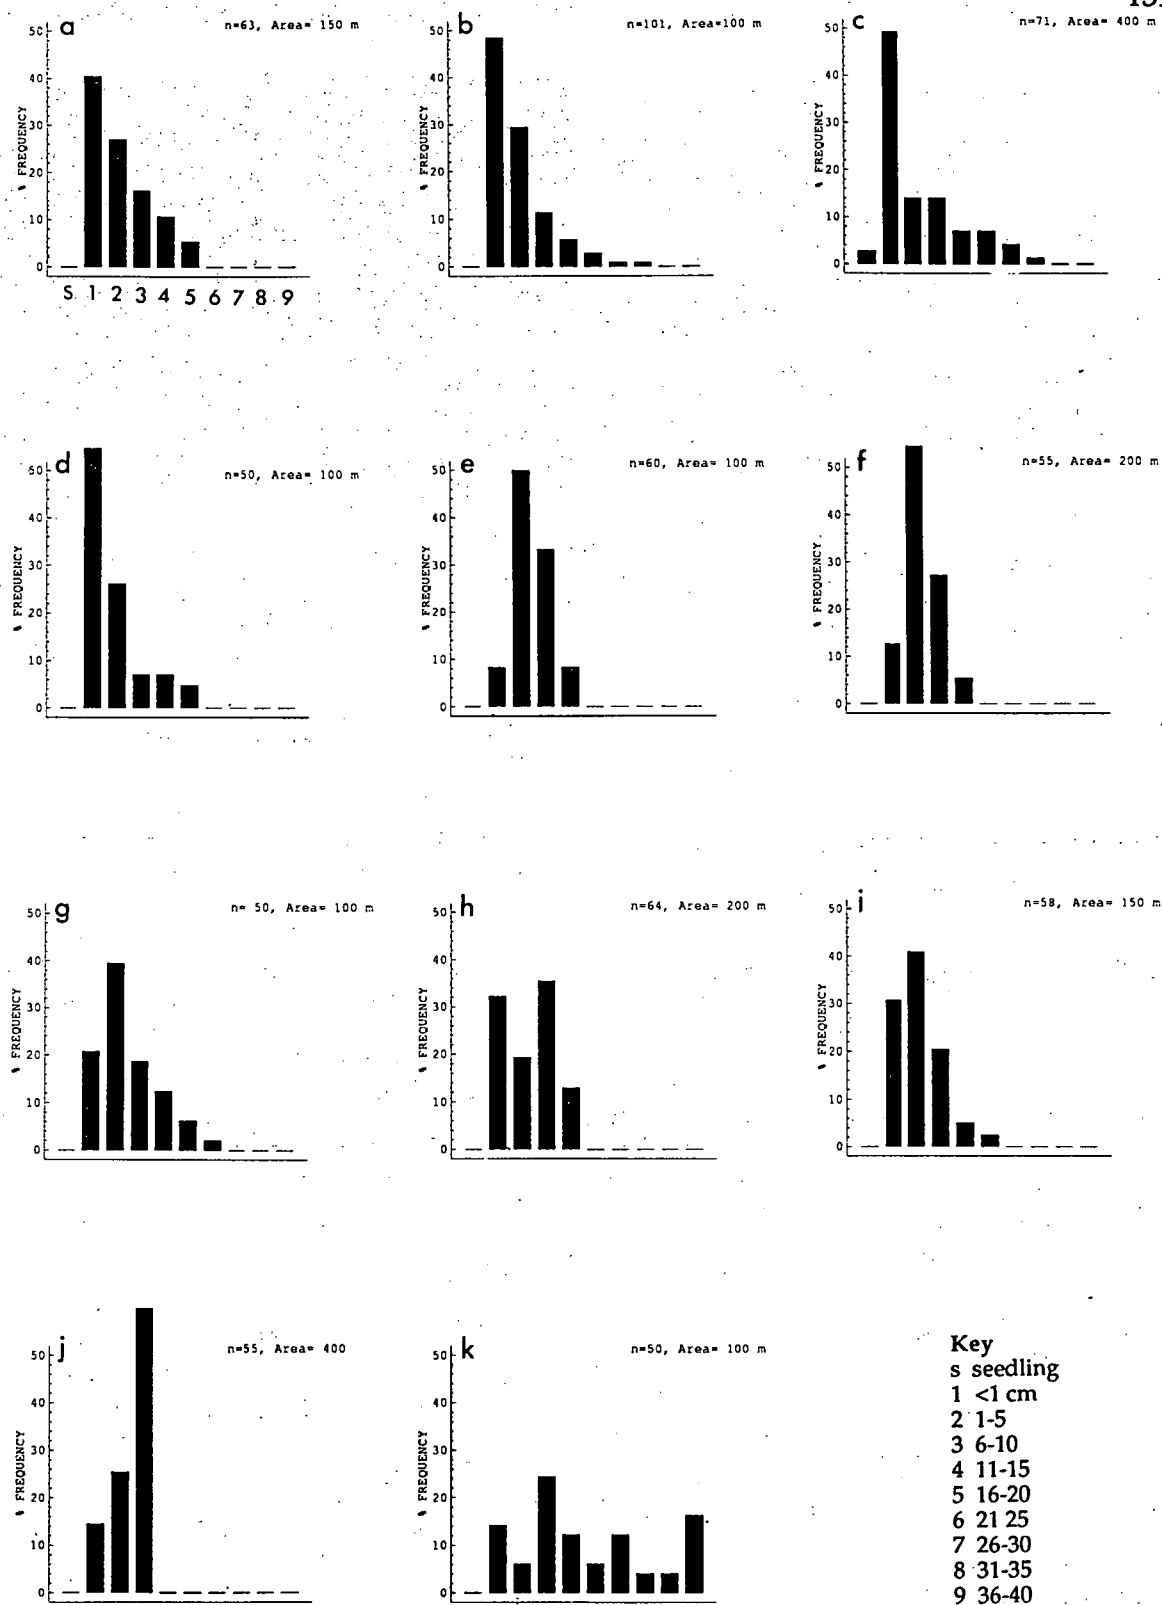 a
n=63, Area= 150 m
50
40
30
20
10
0
% FREQUENCY
S 1 2 3 4 5 6 7 8 9
b
n=101, Area=100 m
50
40
30
20
10
0
% FREQUENCY
c
n=71, Area= 400 m
50
40
30
20
10
0
% FREQUENCY
d
n=50, Area= 100 m
50
40
30
20
10
0
% FREQUENCY
e
n=60, Area= 100 m
50
40
30
20
10
0
% FREQUENCY
f
n=55, Area= 200 m
50
40
30
20
10
0
% FREQUENCY
g
n= 50, Area= 100 m
50
40
30
20
10
0
% FREQUENCY
h
n=64, Area= 200 m
50
40
30
20
10
0
% FREQUENCY
i
n=58, Area= 150 m
50
40
30
20
10
0
% FREQUENCY
j
n=55, Area= 400
50
40
30
20
10
0
% FREQUENCY
k
n=50, Area= 100 m
50
40
30
20
10
0
% FREQUENCY
Key
s seedling
1 <1 cm
2 1-5
3 6-10
4 11-15
5 16-20
6 21 25
7 26-30
8 31-35
9 36-40